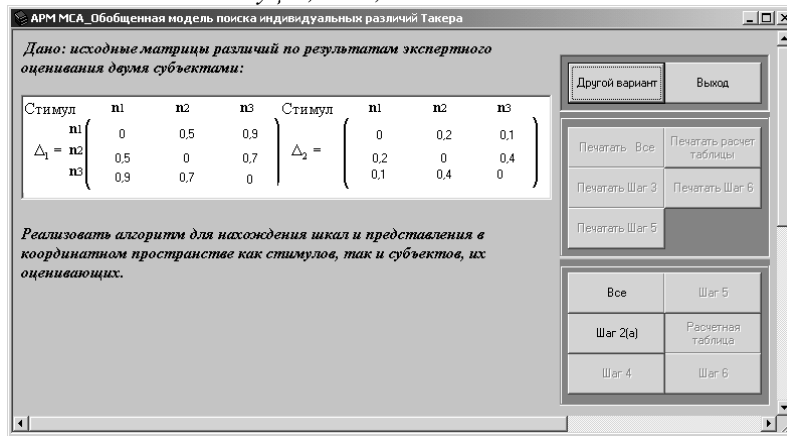 АРМ МСА_Обобщенная модель поиска индивидуальных различий Такера
Дано: исходные матрицы различий по результатам экспертного
оценивания двумя субъектами:
Стимул n1 n2 n3 Стимул n1 n2 n3
n1 0 0,5 0,9 0 0,2 0,1
Δ1 = n2 0,5 0 0,7 Δ2 = 0,2 0 0,4
n3 0,9 0,7 0 0,1 0,4 0
Реализовать алгоритм для нахождения шкал и представления в
координатном пространстве как стимулов, так и субъектов, их
оценивающих.
Другой вариант Выход
Печатать Все Печатать расчет
таблицы
Печатать Шаг 3 Печатать Шаг 6
Печатать Шаг 5
Все Шаг 5
Шаг 2(а) Расчетная
таблица
Шаг 4 Шаг 6